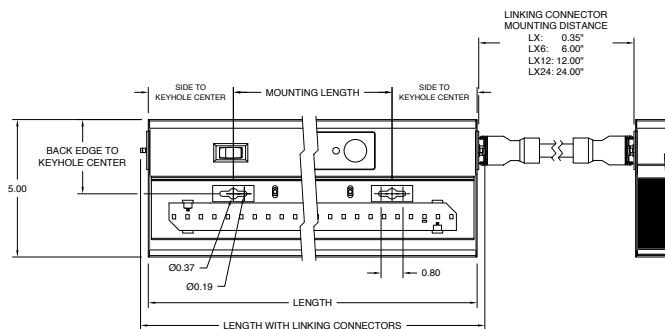 LINKING CONNECTOR
MOUNTING DISTANCE
LX: 0.35"
LX6: 6.00"
LX12: 12.00"
LX24: 24.00"
SIDE TO
KEYHOLE CENTER
MOUNTING LENGTH
SIDE TO
KEYHOLE CENTER
BACK EDGE TO
KEYHOLE CENTER
5.00
Ø0.37
0.80
Ø0.19
LENGTH
LENGTH WITH LINKING CONNECTORS